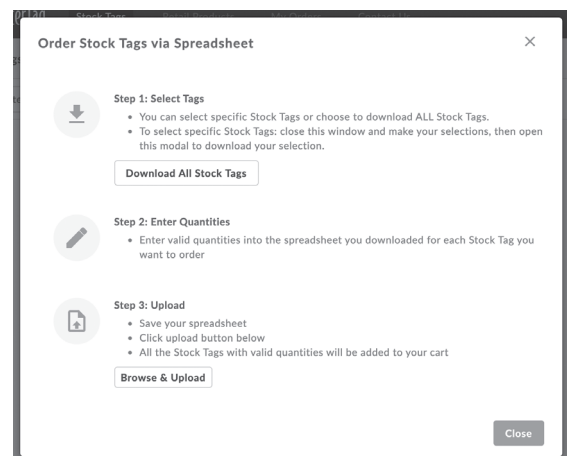 Stock Tags Retail Products My Orders Contact Us
Order Stock Tags via Spreadsheet
Step 1: Select Tags
• You can select specific Stock Tags or choose to download ALL Stock Tags.
• To select specific Stock Tags: close this window and make your selections, then open
this modal to download your selection.
Download All Stock Tags
Step 2: Enter Quantities
• Enter valid quantities into the spreadsheet you downloaded for each Stock Tag you
want to order
Step 3: Upload
• Save your spreadsheet
• Click upload button below
• All the Stock Tags with valid quantities will be added to your cart
Browse & Upload
Close